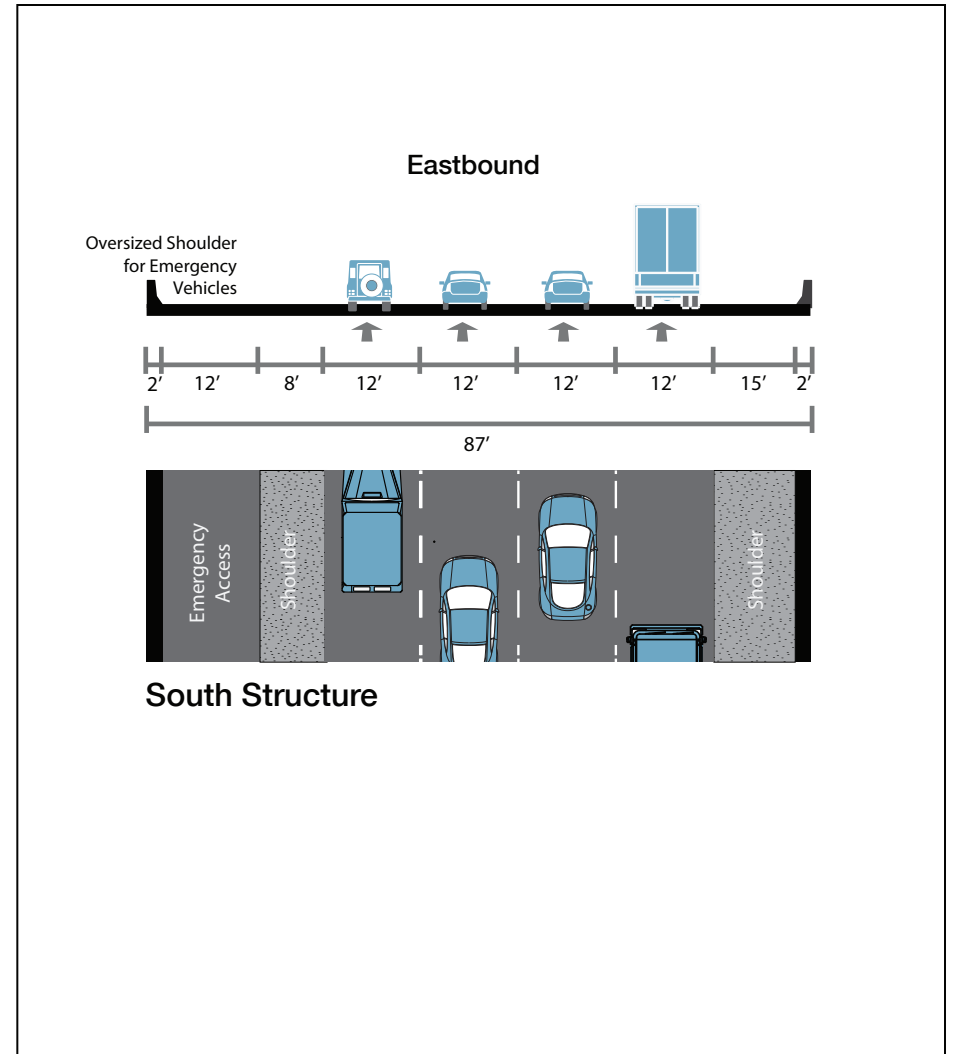 Eastbound
Oversized Shoulder
for Emergency
Vehicles
2’ 12’ 8’ 12’ 12’ 12’ 12’ 15’ 2’
87’
Emergency
Access
Shoulder
Shoulder
South Structure